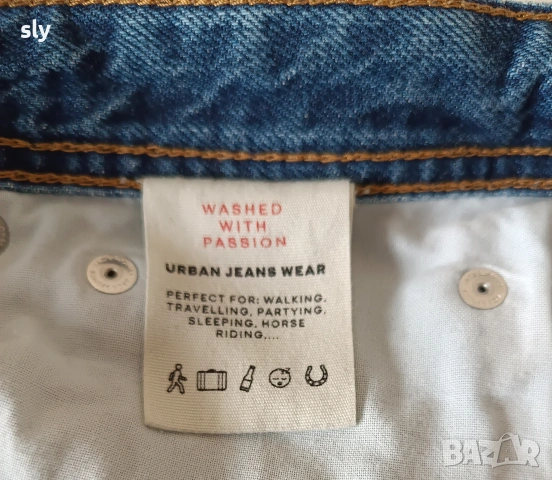 sly
WASHED
WITH
PASSION
URBAN JEANS WEAR
PERFECT FOR: WALKING,
TRAVELLING, PARTYING,
SLEEPING, HORSE
RIDING,...
BAZAR